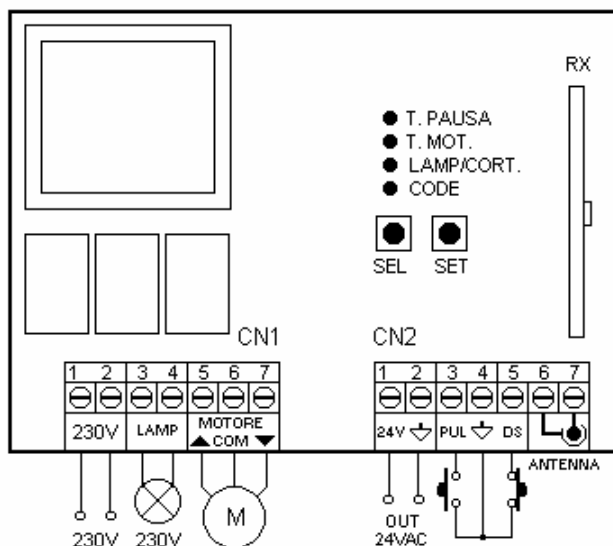 RX
T. PAUSA
T. MOT.
LAMP/CORT.
CODE
SEL SET
CN1 CN2
1 2 3 4 5 6 7
1 2 3 4 5 6 7
230V LAMP MOTORE
COM
24V PUL DS
ANTENNA
M
230V 230V
OUT
24VAC